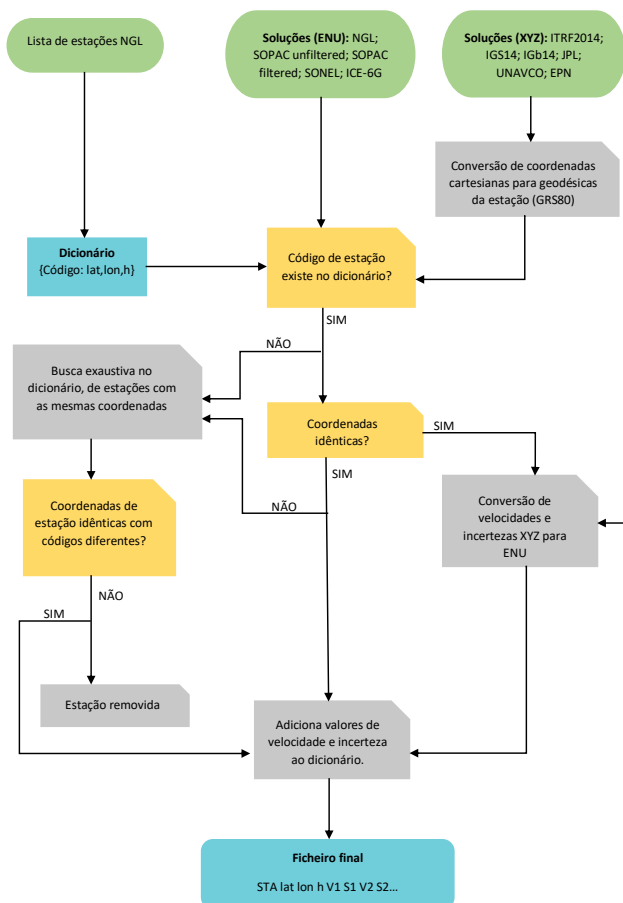 Lista de estações NGL
Soluções (ENU): NGL;
SOPAC unfiltered; SOPAC
filtered; SONEL; ICE-6G
Soluções (XYZ): ITRF2014;
IGS14; IGb14; JPL;
UNAVCO; EPN
Conversão de coordenadas
cartesianas para geodésicas
da estação (GRS80)
Dicionário
{Código: lat,lon,h}
Código de estação
existe no dicionário?
SIM
NÃO
Busca exaustiva no
dicionário, de estações com
as mesmas coordenadas
Coordenadas
idênticas?
SIM
SIM
NÃO
Coordenadas de
estação idênticas com
códigos diferentes?
Conversão de
velocidades e
incertezas XYZ para
ENU
NÃO
SIM
Estação removida
Adiciona valores de
velocidade e incerteza
ao dicionário.
Ficheiro final
STA lat lon h V1 S1 V2 S2...